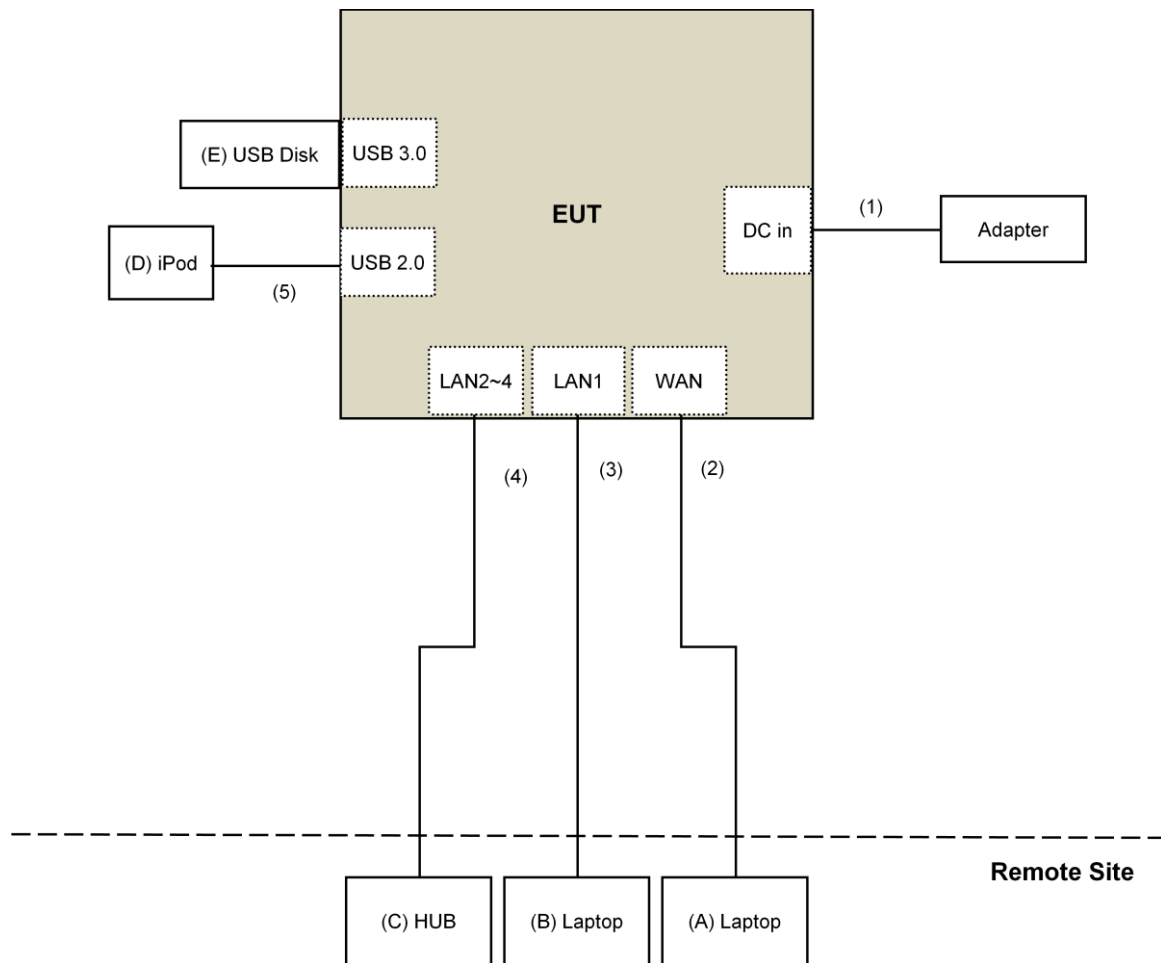 (E) USB Disk
USB 3.0
EUT
(D) iPod
(5)
USB 2.0
DC in
(1)
Adapter
LAN2~4
LAN1
WAN
(4)
(3)
(2)
Remote Site
(C) HUB
(B) Laptop
(A) Laptop